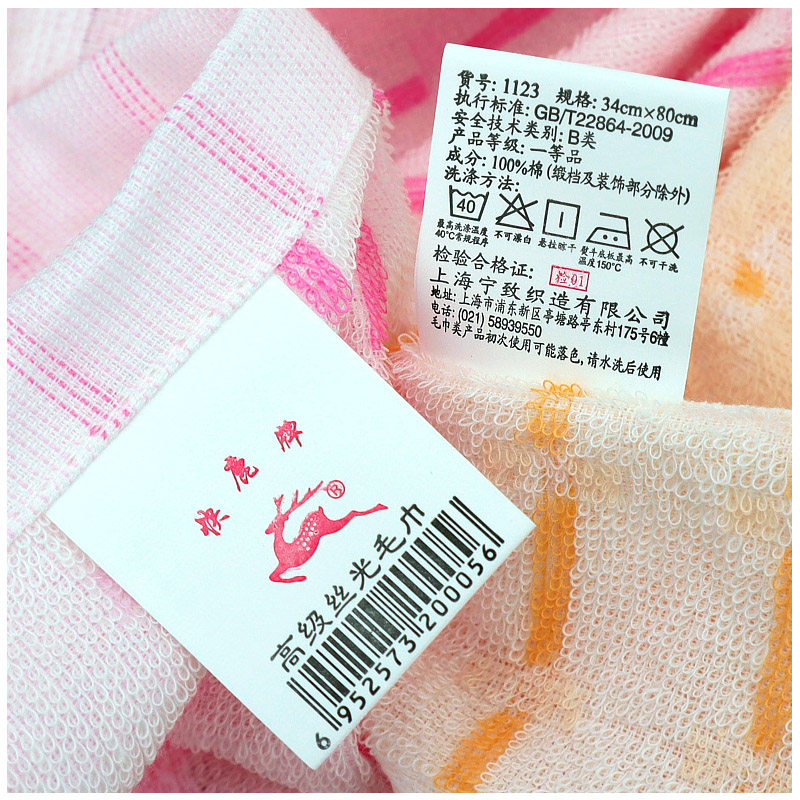 貨号: 1123 规格: 34cm×80cm
执行标准: GB/T22864-2009
安全技术类别: B类
产品等级: 一等品
成分: 100%棉 (缎档及装饰部分除外)
洗涤方法:
40
最高洗涤温度 40℃常规程序
不可漂白
悬挂晾干
熨斗底板最高 温度150℃
不可干洗
检验合格证: 检01
上海宁致织造有限公司
地址: 上海市浦东新区亭塘路亭东村175号6幢
电话: (021) 58939550
毛巾类产品初次使用可能落色,请水洗后使用
快鹿牌
®
高级丝光毛巾
6 952573 200056